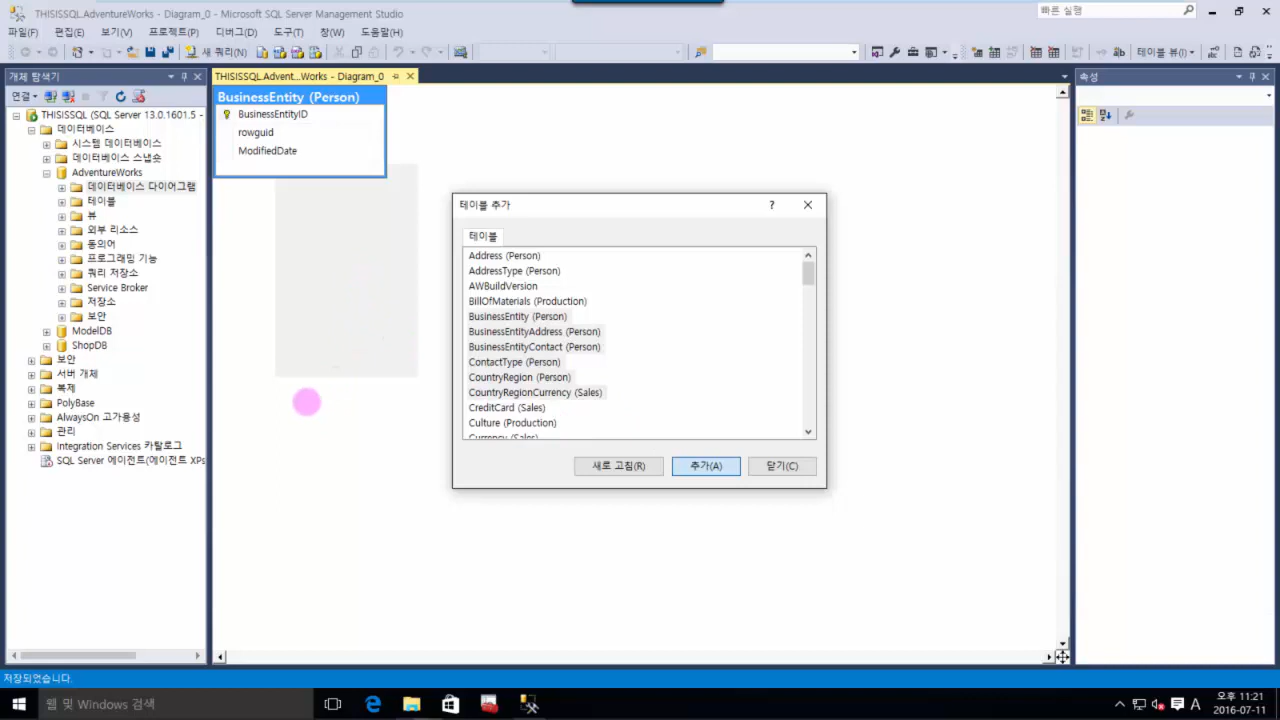 THISISSQL.AdventureWorks - Diagram_0 - Microsoft SQL Server Management Studio
빠른 실행
파일(F) 편집(E) 보기(V) 프로젝트(P) 디버그(D) 도구(T) 창(W) 도움말(H)
새 쿼리(N)
테이블 뷰(I)
개체 탐색기
THISISSQL.Advent...Works - Diagram_0
속성
연결
THISISSQL (SQL Server 13.0.1601.5 -
데이터베이스
시스템 데이터베이스
데이터베이스 스냅숏
AdventureWorks
데이터베이스 다이어그램
테이블
뷰
외부 리소스
동의어
프로그래밍 기능
쿼리 저장소
Service Broker
저장소
보안
ModelDB
ShopDB
보안
서버 개체
복제
PolyBase
AlwaysOn 고가용성
관리
Integration Services 카탈로그
SQL Server 에이전트(에이전트 XPs
BusinessEntity (Person)
BusinessEntityID
rowguid
ModifiedDate
테이블 추가
?
테이블
Address (Person)
AddressType (Person)
AWBuildVersion
BillOfMaterials (Production)
BusinessEntity (Person)
BusinessEntityAddress (Person)
BusinessEntityContact (Person)
ContactType (Person)
CountryRegion (Person)
CountryRegionCurrency (Sales)
CreditCard (Sales)
Culture (Production)
Currency (Sales)
새로 고침(R) 추가(A) 닫기(C)
저장되었습니다.
웹 및 Windows 검색
A
오후 11:21
2016-07-11